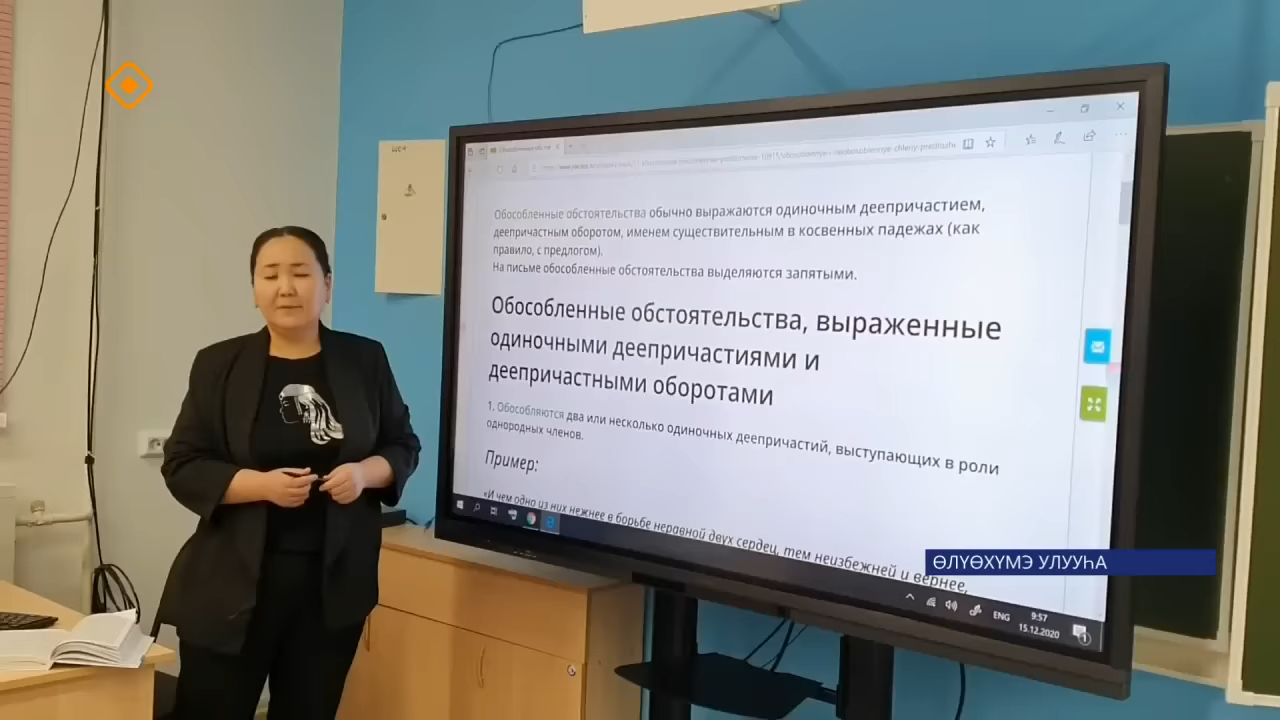 Обособленные обстоятельства обычно выражаются одиночным деепричастием,
деепричастным оборотом, именем существительным в косвенных падежах (как
правило, с предлогом).
На письме обособленные обстоятельства выделяются запятыми.
Обособленные обстоятельства, выраженные
одиночными деепричастиями и
деепричастными оборотами
1. Обособляются два или несколько одиночных деепричастий, выступающих в роли
однородных членов.
Пример:
«И чем одно из них нежнее в борьбе неравной двух сердец, тем неизбежней и вернее,
ӨЛҮӨХҮМЭ УЛУУҺА
ENG
9:57
15.12.2020
1